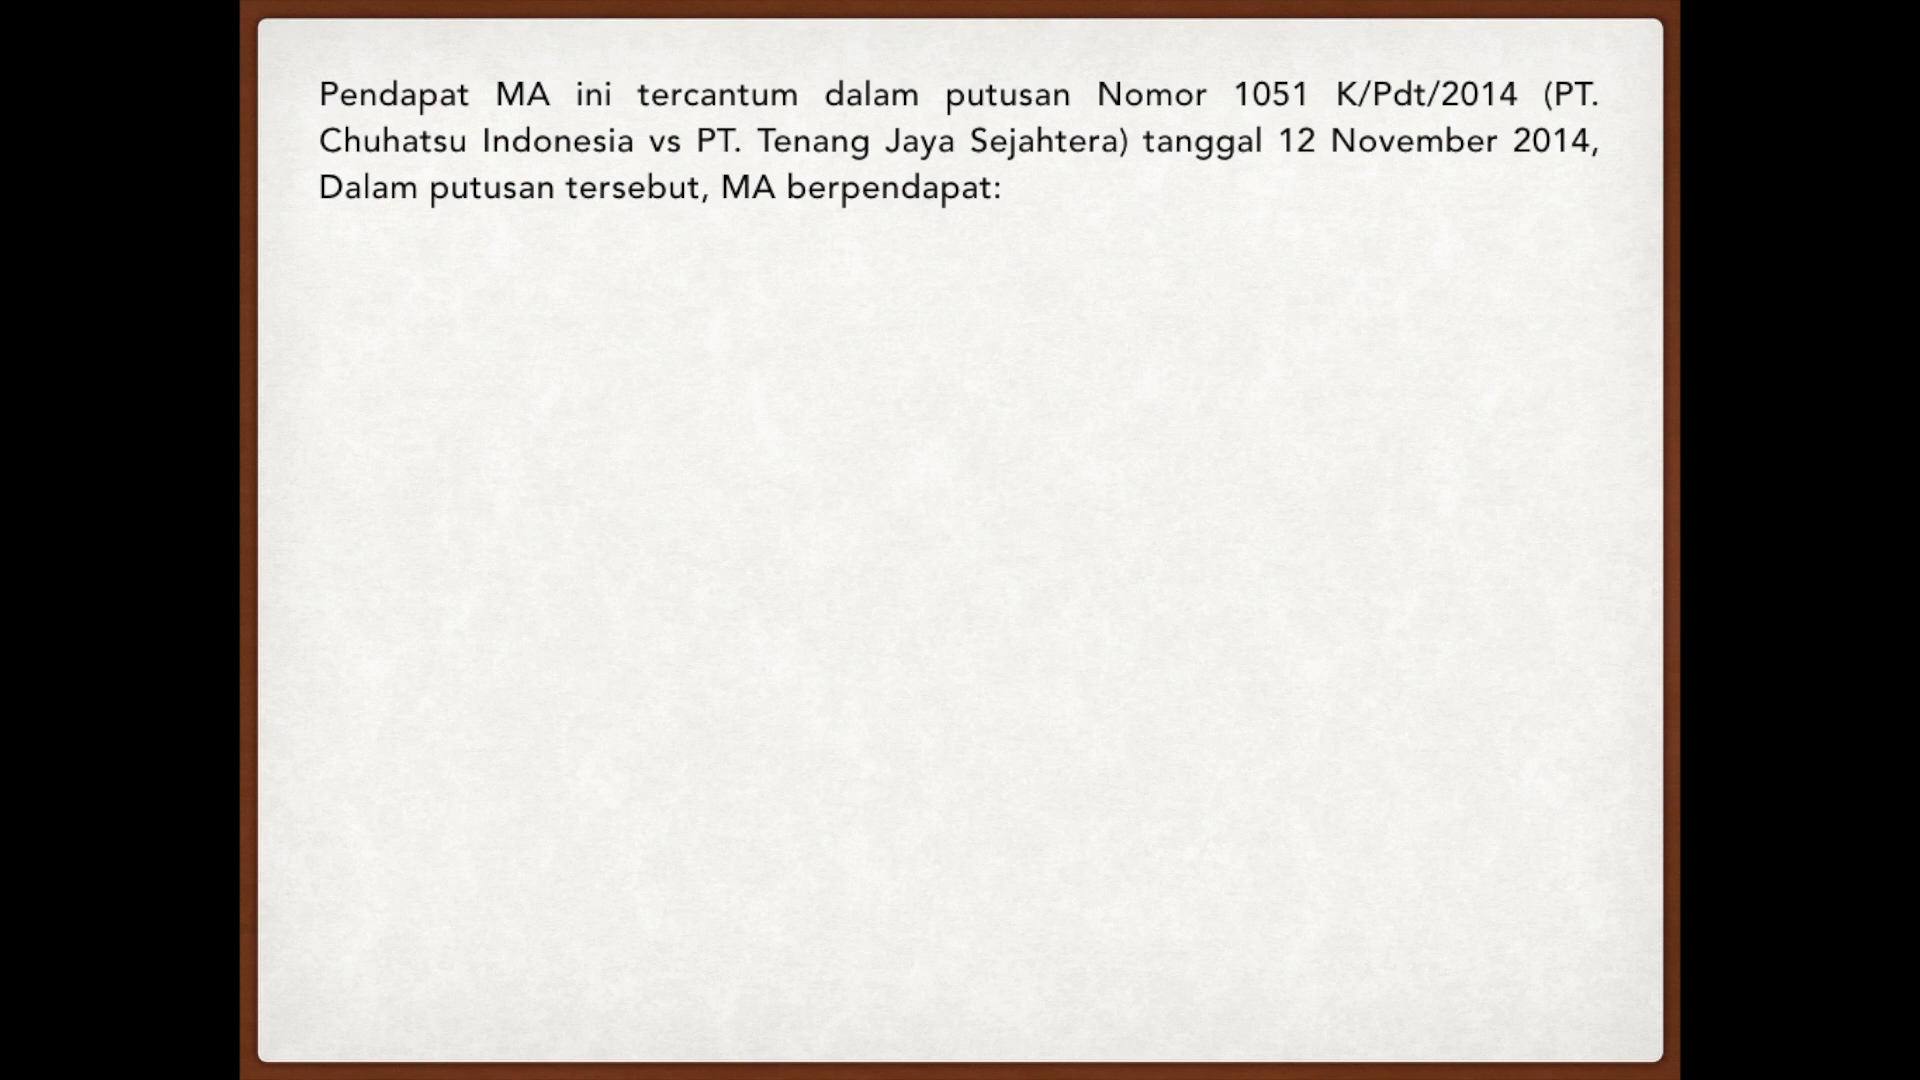 Pendapat MA ini tercantum dalam putusan Nomor 1051 K/Pdt/2014 (PT.
Chuhatsu Indonesia vs PT. Tenang Jaya Sejahtera) tanggal 12 November 2014,
Dalam putusan tersebut, MA berpendapat: